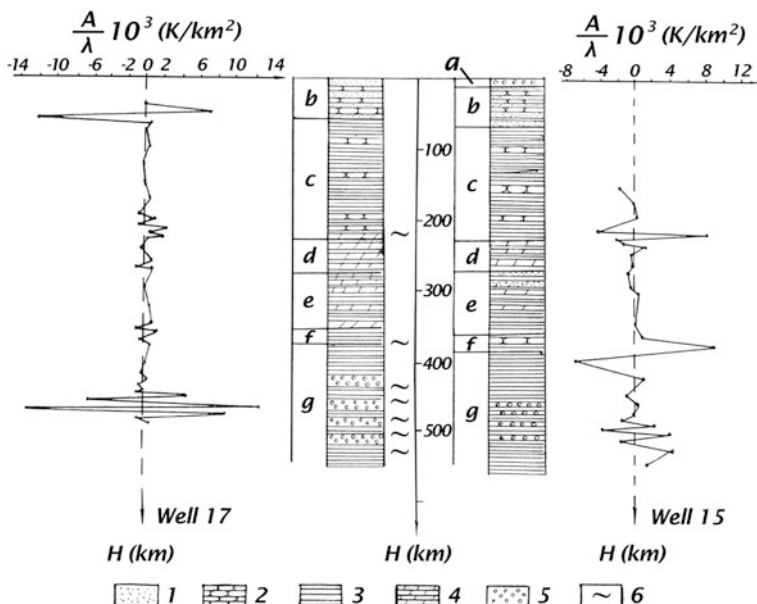 A/λ 10³ (K/km²)
A/λ 10³ (K/km²)
-14 -10 -6 -2 0 2 6 10 14
-8 -4 0 4 8 12
a
b
b
100
c
c
200
~
d
d
300
e
e
f
f
~
400
~
~
g
g
~
500
~
~
Well 17
Well 15
H (km)
H (km)
H (km)
1 2 3 4 5 ~ 6